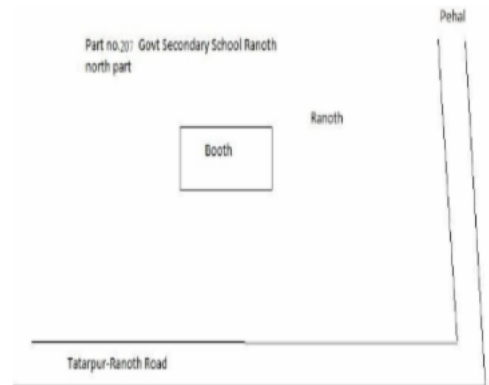 Pehal
Part no.207 Govt Secondary School Ranoth
north part
Ranoth
Booth
Tatarpur-Ranoth Road